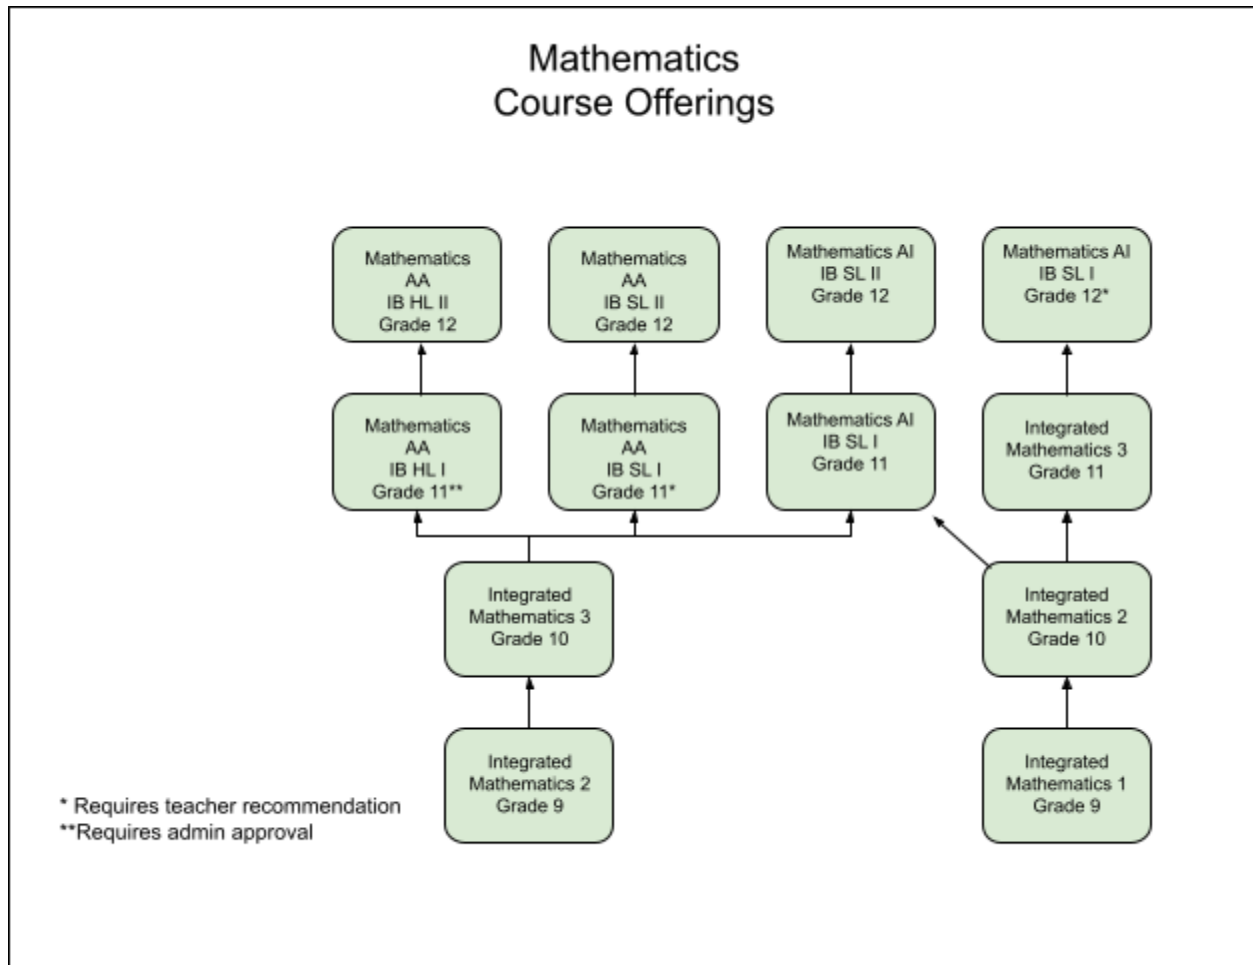 Mathematics
Course Offerings
Mathematics
AA
IB HL II
Grade 12
Mathematics
AA
IB SL II
Grade 12
Mathematics AI
IB SL II
Grade 12
Mathematics AI
IB SL I
Grade 12*
Mathematics
AA
IB HL I
Grade 11**
Mathematics
AA
IB SL I
Grade 11*
Mathematics AI
IB SL I
Grade 11
Integrated
Mathematics 3
Grade 11
Integrated
Mathematics 3
Grade 10
Integrated
Mathematics 2
Grade 10
Integrated
Mathematics 2
Grade 9
Integrated
Mathematics 1
Grade 9
* Requires teacher recommendation
**Requires admin approval